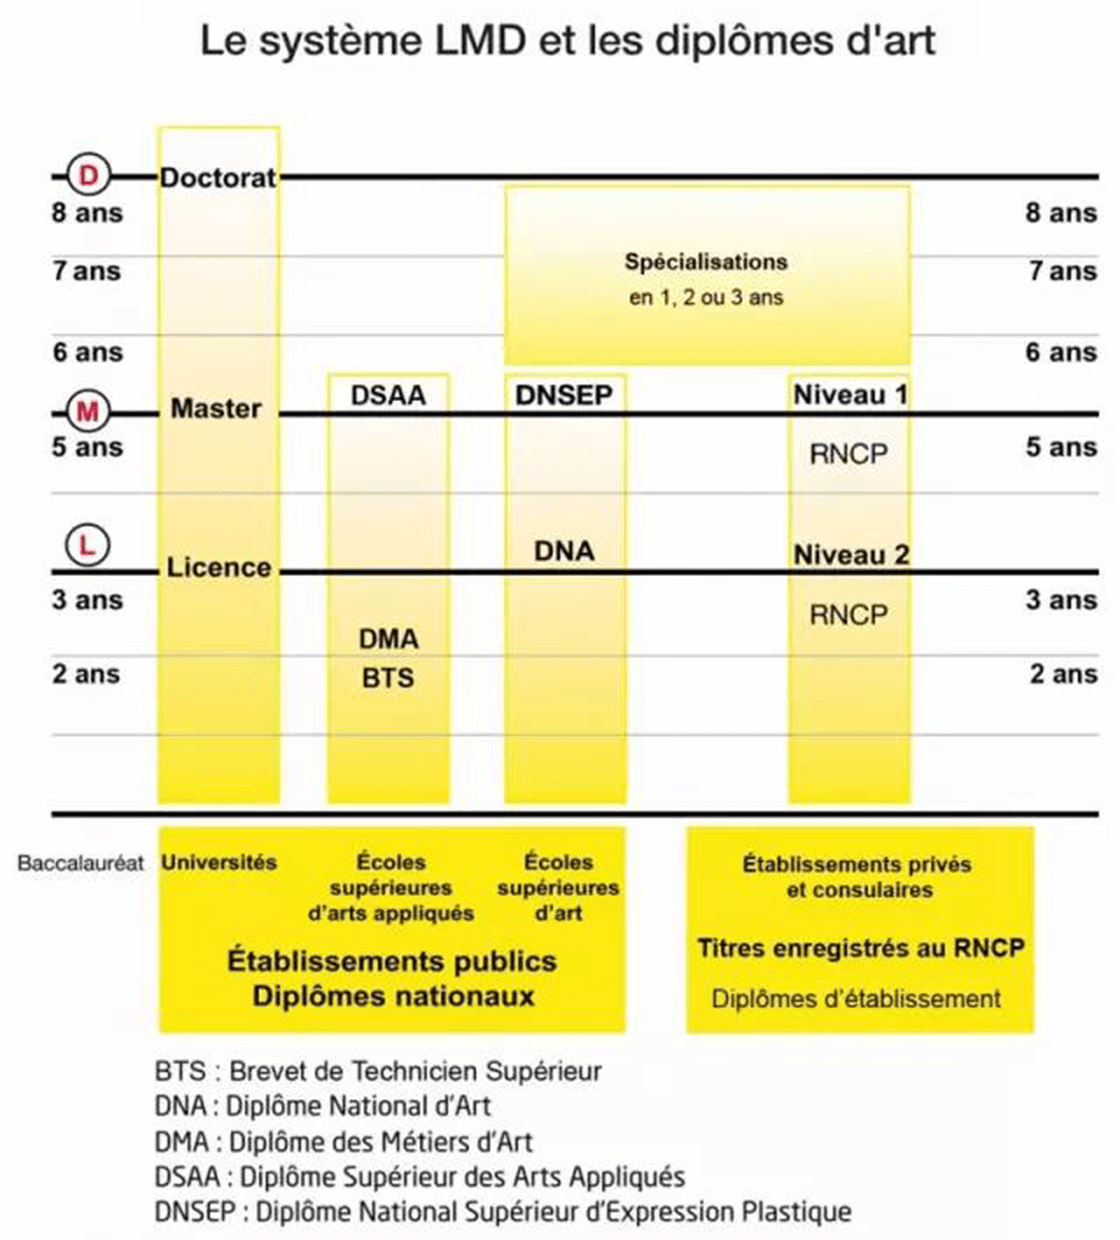 Le système LMD et les diplômes d'art
D Doctorat
8 ans 8 ans
Spécialisations
7 ans 7 ans
en 1, 2 ou 3 ans
6 ans 6 ans
DSAA DNSEP Niveau 1
M Master
5 ans RNCP 5 ans
L DNA Niveau 2
Licence
3 ans RNCP 3 ans
DMA
2 ans BTS 2 ans
Baccalauréat
Universités
Écoles
supérieures
d'arts appliqués
Écoles
supérieures
d'art
Établissements publics
Diplômes nationaux
Établissements privés
et consulaires
Titres enregistrés au RNCP
Diplômes d'établissement
BTS : Brevet de Technicien Supérieur
DNA : Diplôme National d'Art
DMA : Diplôme des Métiers d'Art
DSAA : Diplôme Supérieur des Arts Appliqués
DNSEP : Diplôme National Supérieur d'Expression Plastique